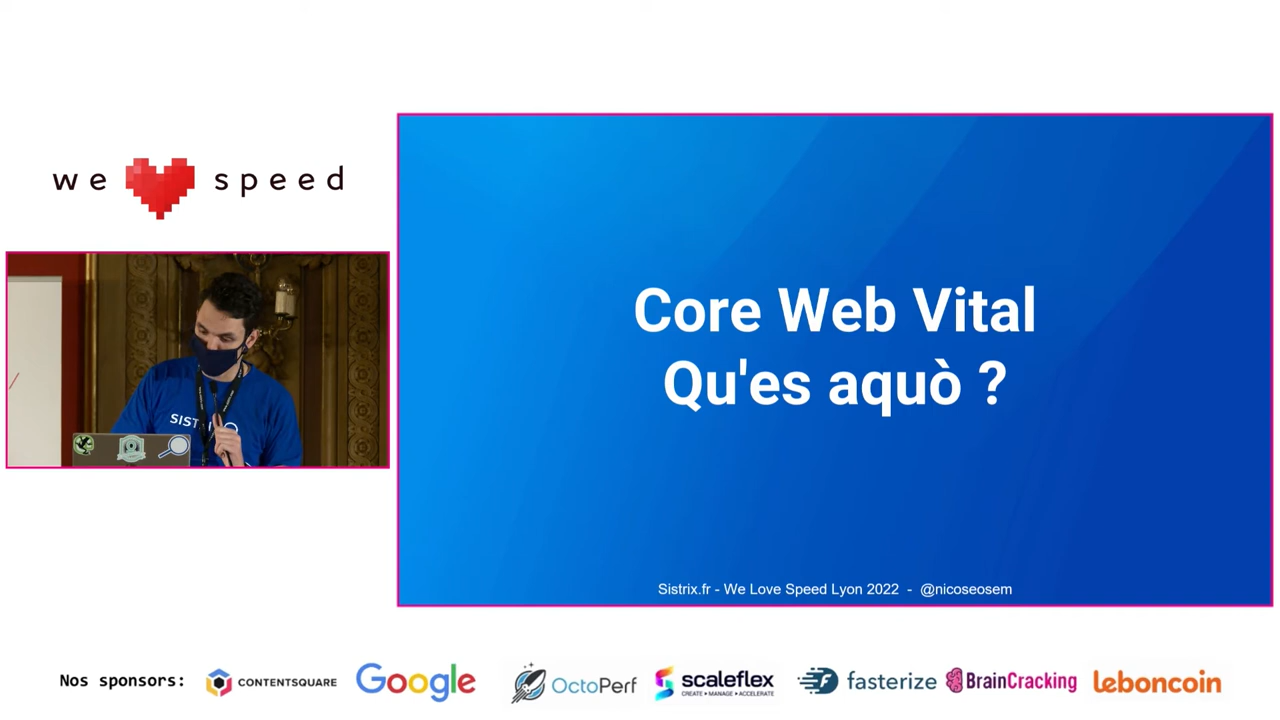 we speed
Core Web Vital
Qu'es aquò ?
Sistrix.fr - We Love Speed Lyon 2022 - @nicoseosem
Nos sponsors:
CONTENTSQUARE
Google
OctoPerf
scaleflex
CREATE • MANAGE • ACCELERATE
fasterize
BrainCracking
leboncoin